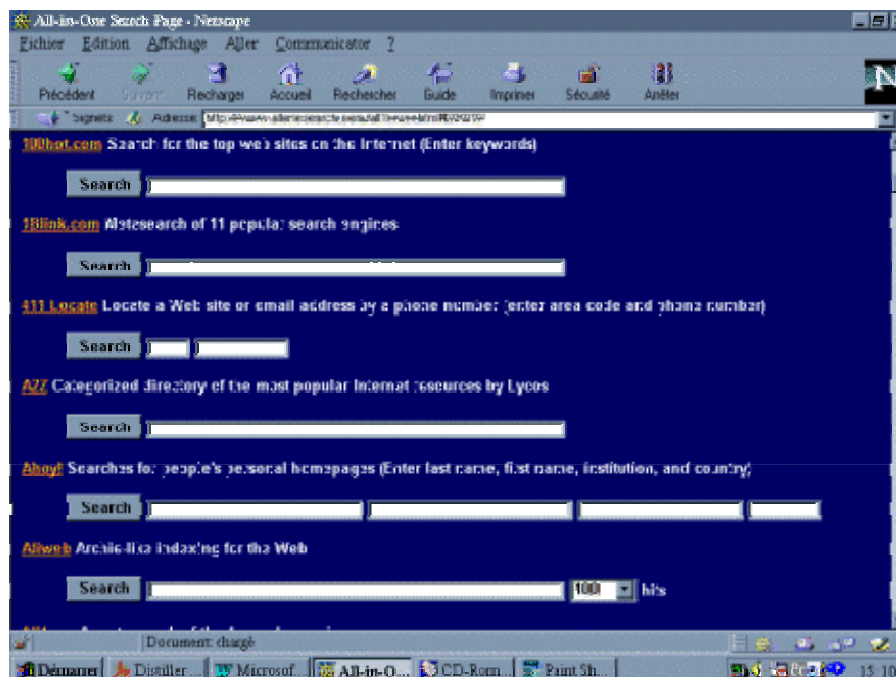 All-in-One Search Page - Netscape
Fichier Edition Affichage Aller Communicator ?
Précédent Suivant Recharger Accueil Rechercher Guide Imprimer Sécurité Arrêter
Signets Adresse
100hot.com Search for the top web sites on the Internet (Enter keywords)
Search
1Blink.com Metasearch of 11 popular search engines
Search
411 Locate Locate a Web site or email address by a phone number (enter area code and phone number)
Search
A2Z Categorized directory of the most popular Internet resources by Lycos
Search
Ahoy! Searches for people's personal homepages (Enter last name, first name, institution, and country)
Search
Aliweb Archie-like indexing for the Web
Search 100 hits
Document: chargé
Démarrer Distiller ... Microsof... All-in-O... CD-Rom... Paint Sh... 15:10